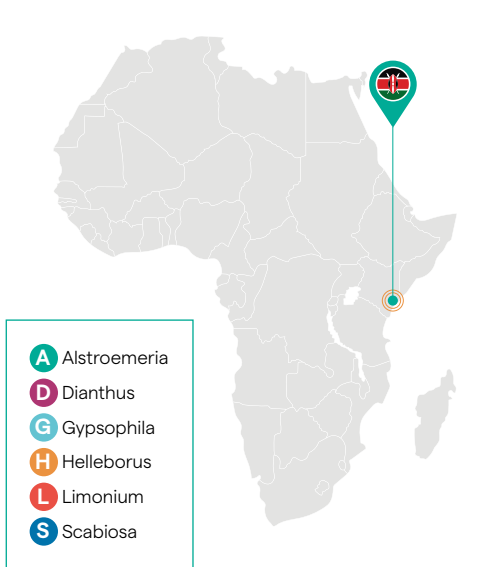 A Alstroemeria
D Dianthus
G Gypsophila
H Helleborus
L Limonium
S Scabiosa